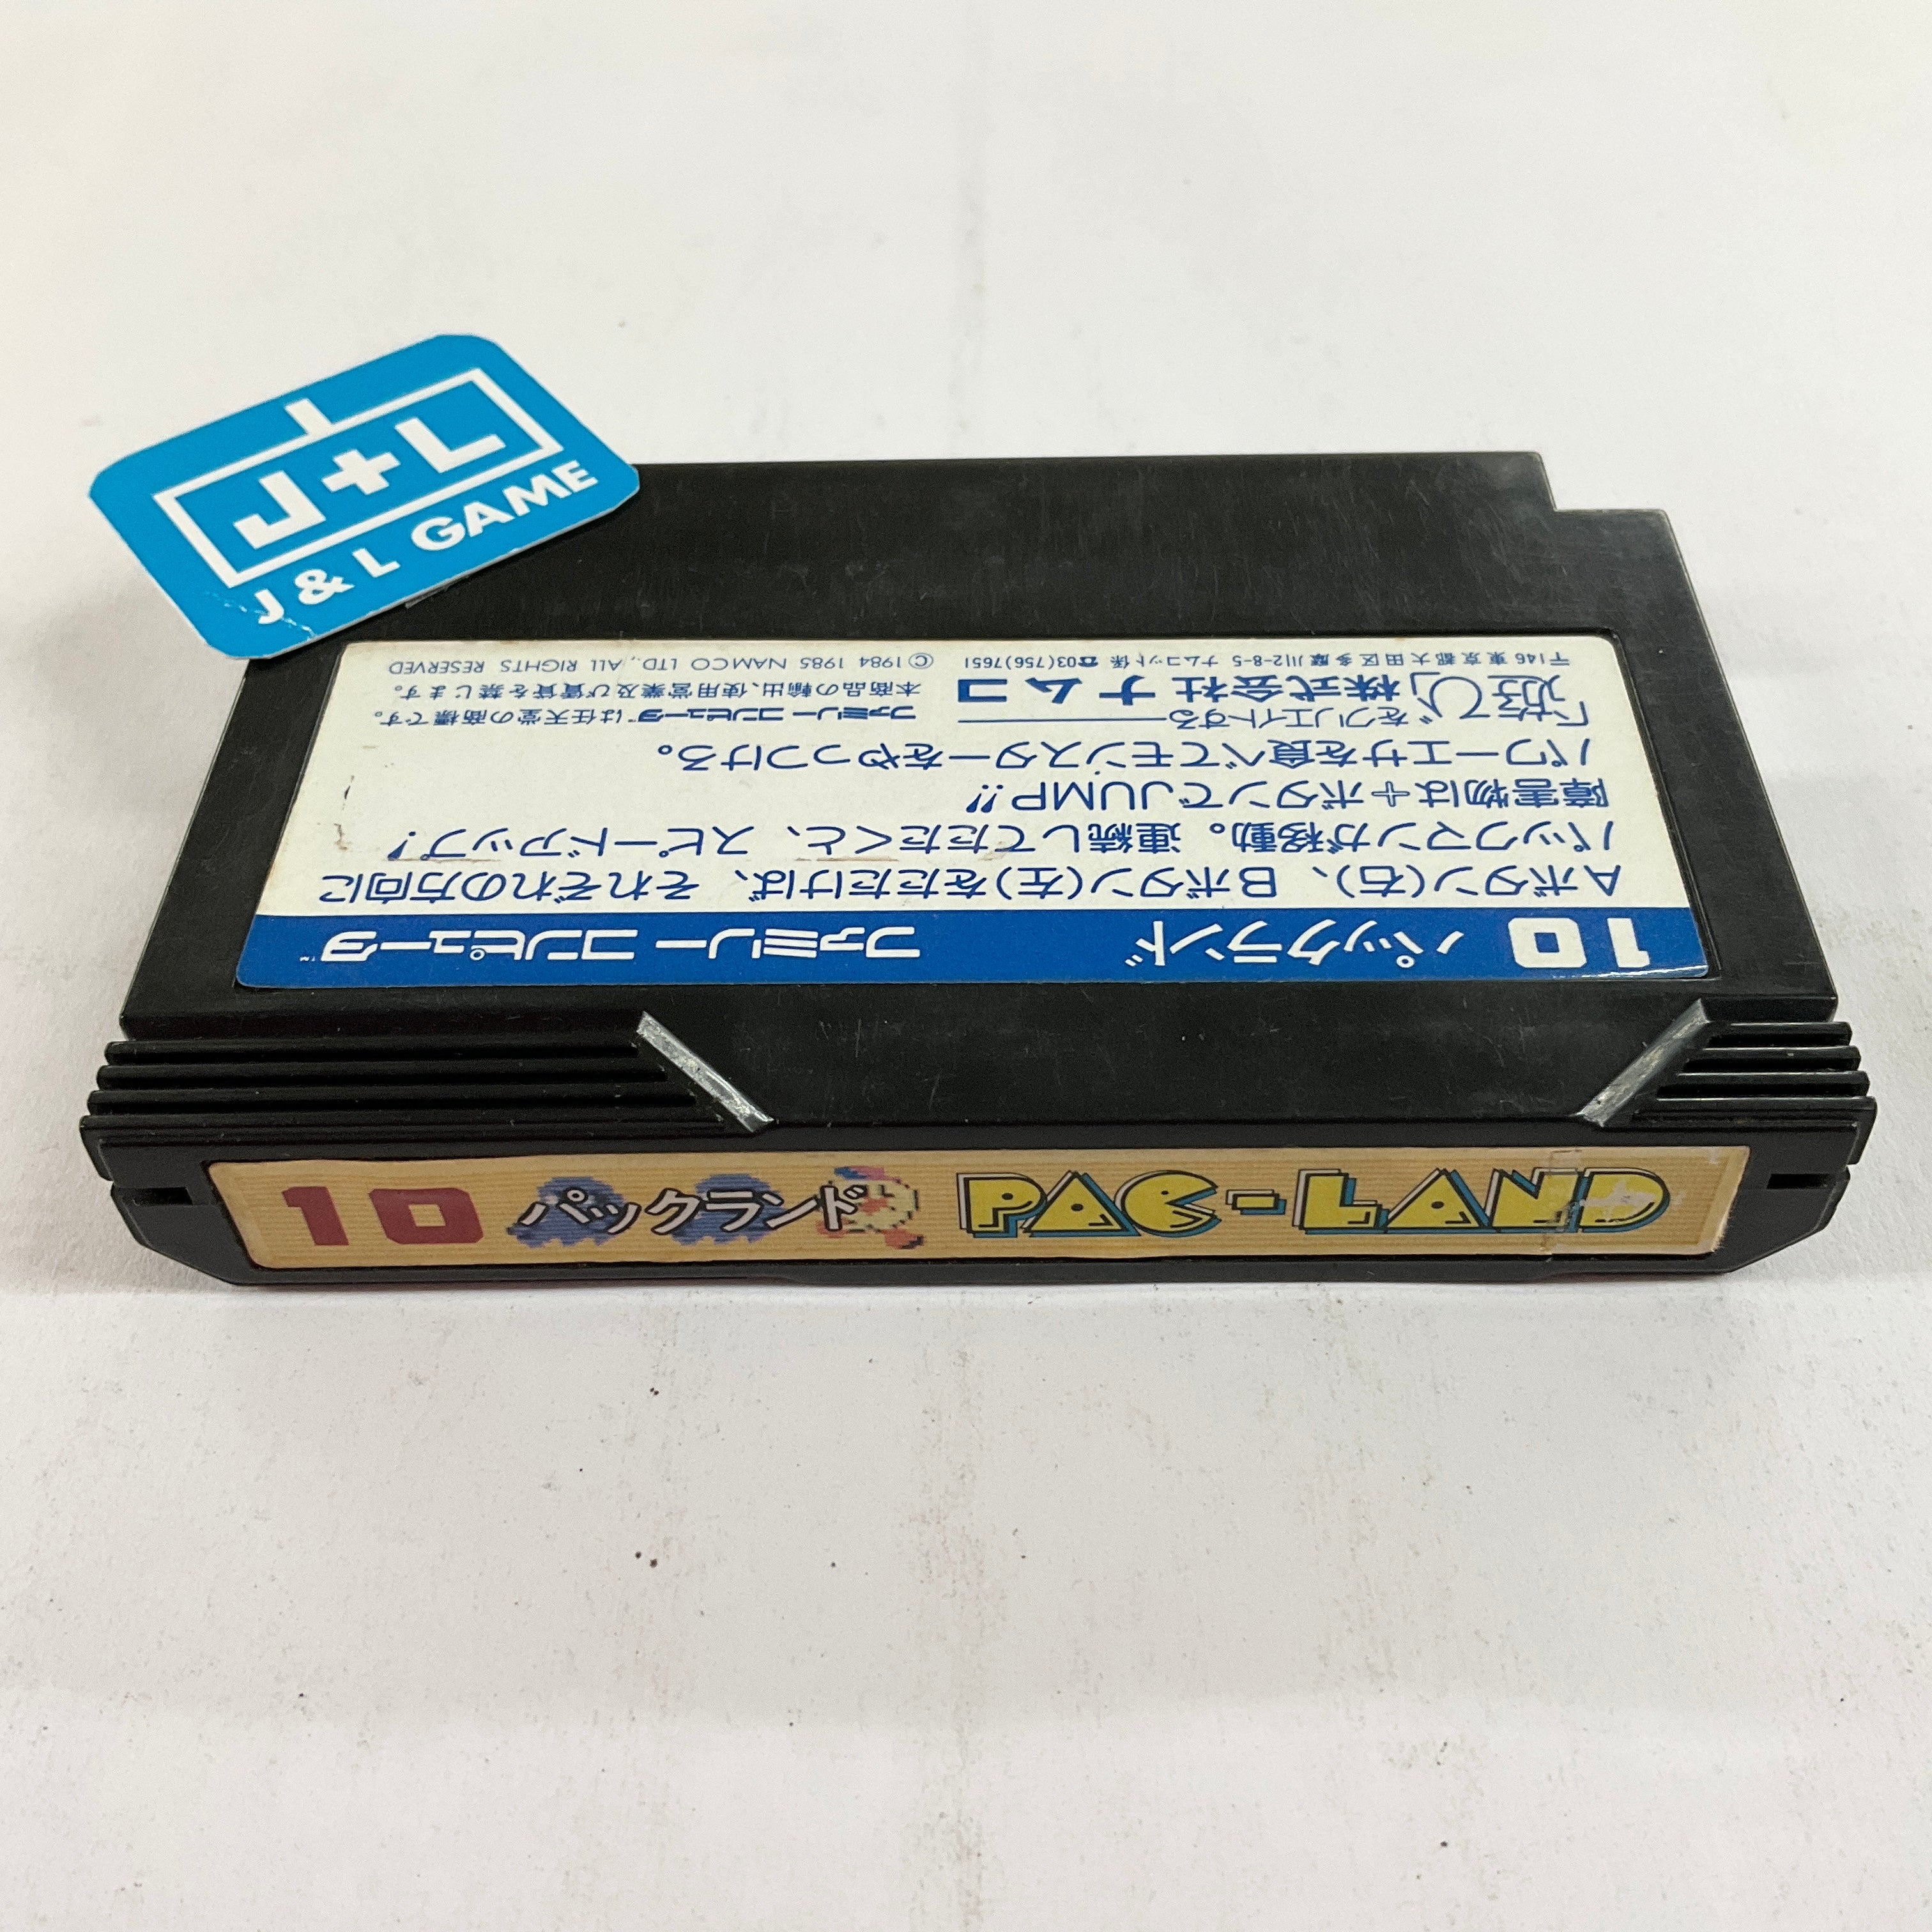 J+L
J & L GAME
10 パックランド ファミリー コンピュータ™
Aボタン(右)、Bボタン(左)をたたけば、それぞれの方向に
パックマンが移動。連続してたたくと、スピードアップ!
障害物は+ボタンでJUMP!!
パワーエサを食べてモンスターをやっつけろ。
「遊び」をクリエイトする
株式会社ナムコ
〒146 東京都大田区多摩川2-8-5 ナムコット係 ☎03(756)7651
ファミリーコンピュータ™は任天堂の商標です。
本商品の輸出、使用営業及び賃貸を禁じます。
© 1984 1985 NAMCO LTD., ALL RIGHTS RESERVED
10 パックランド PAC-LAND